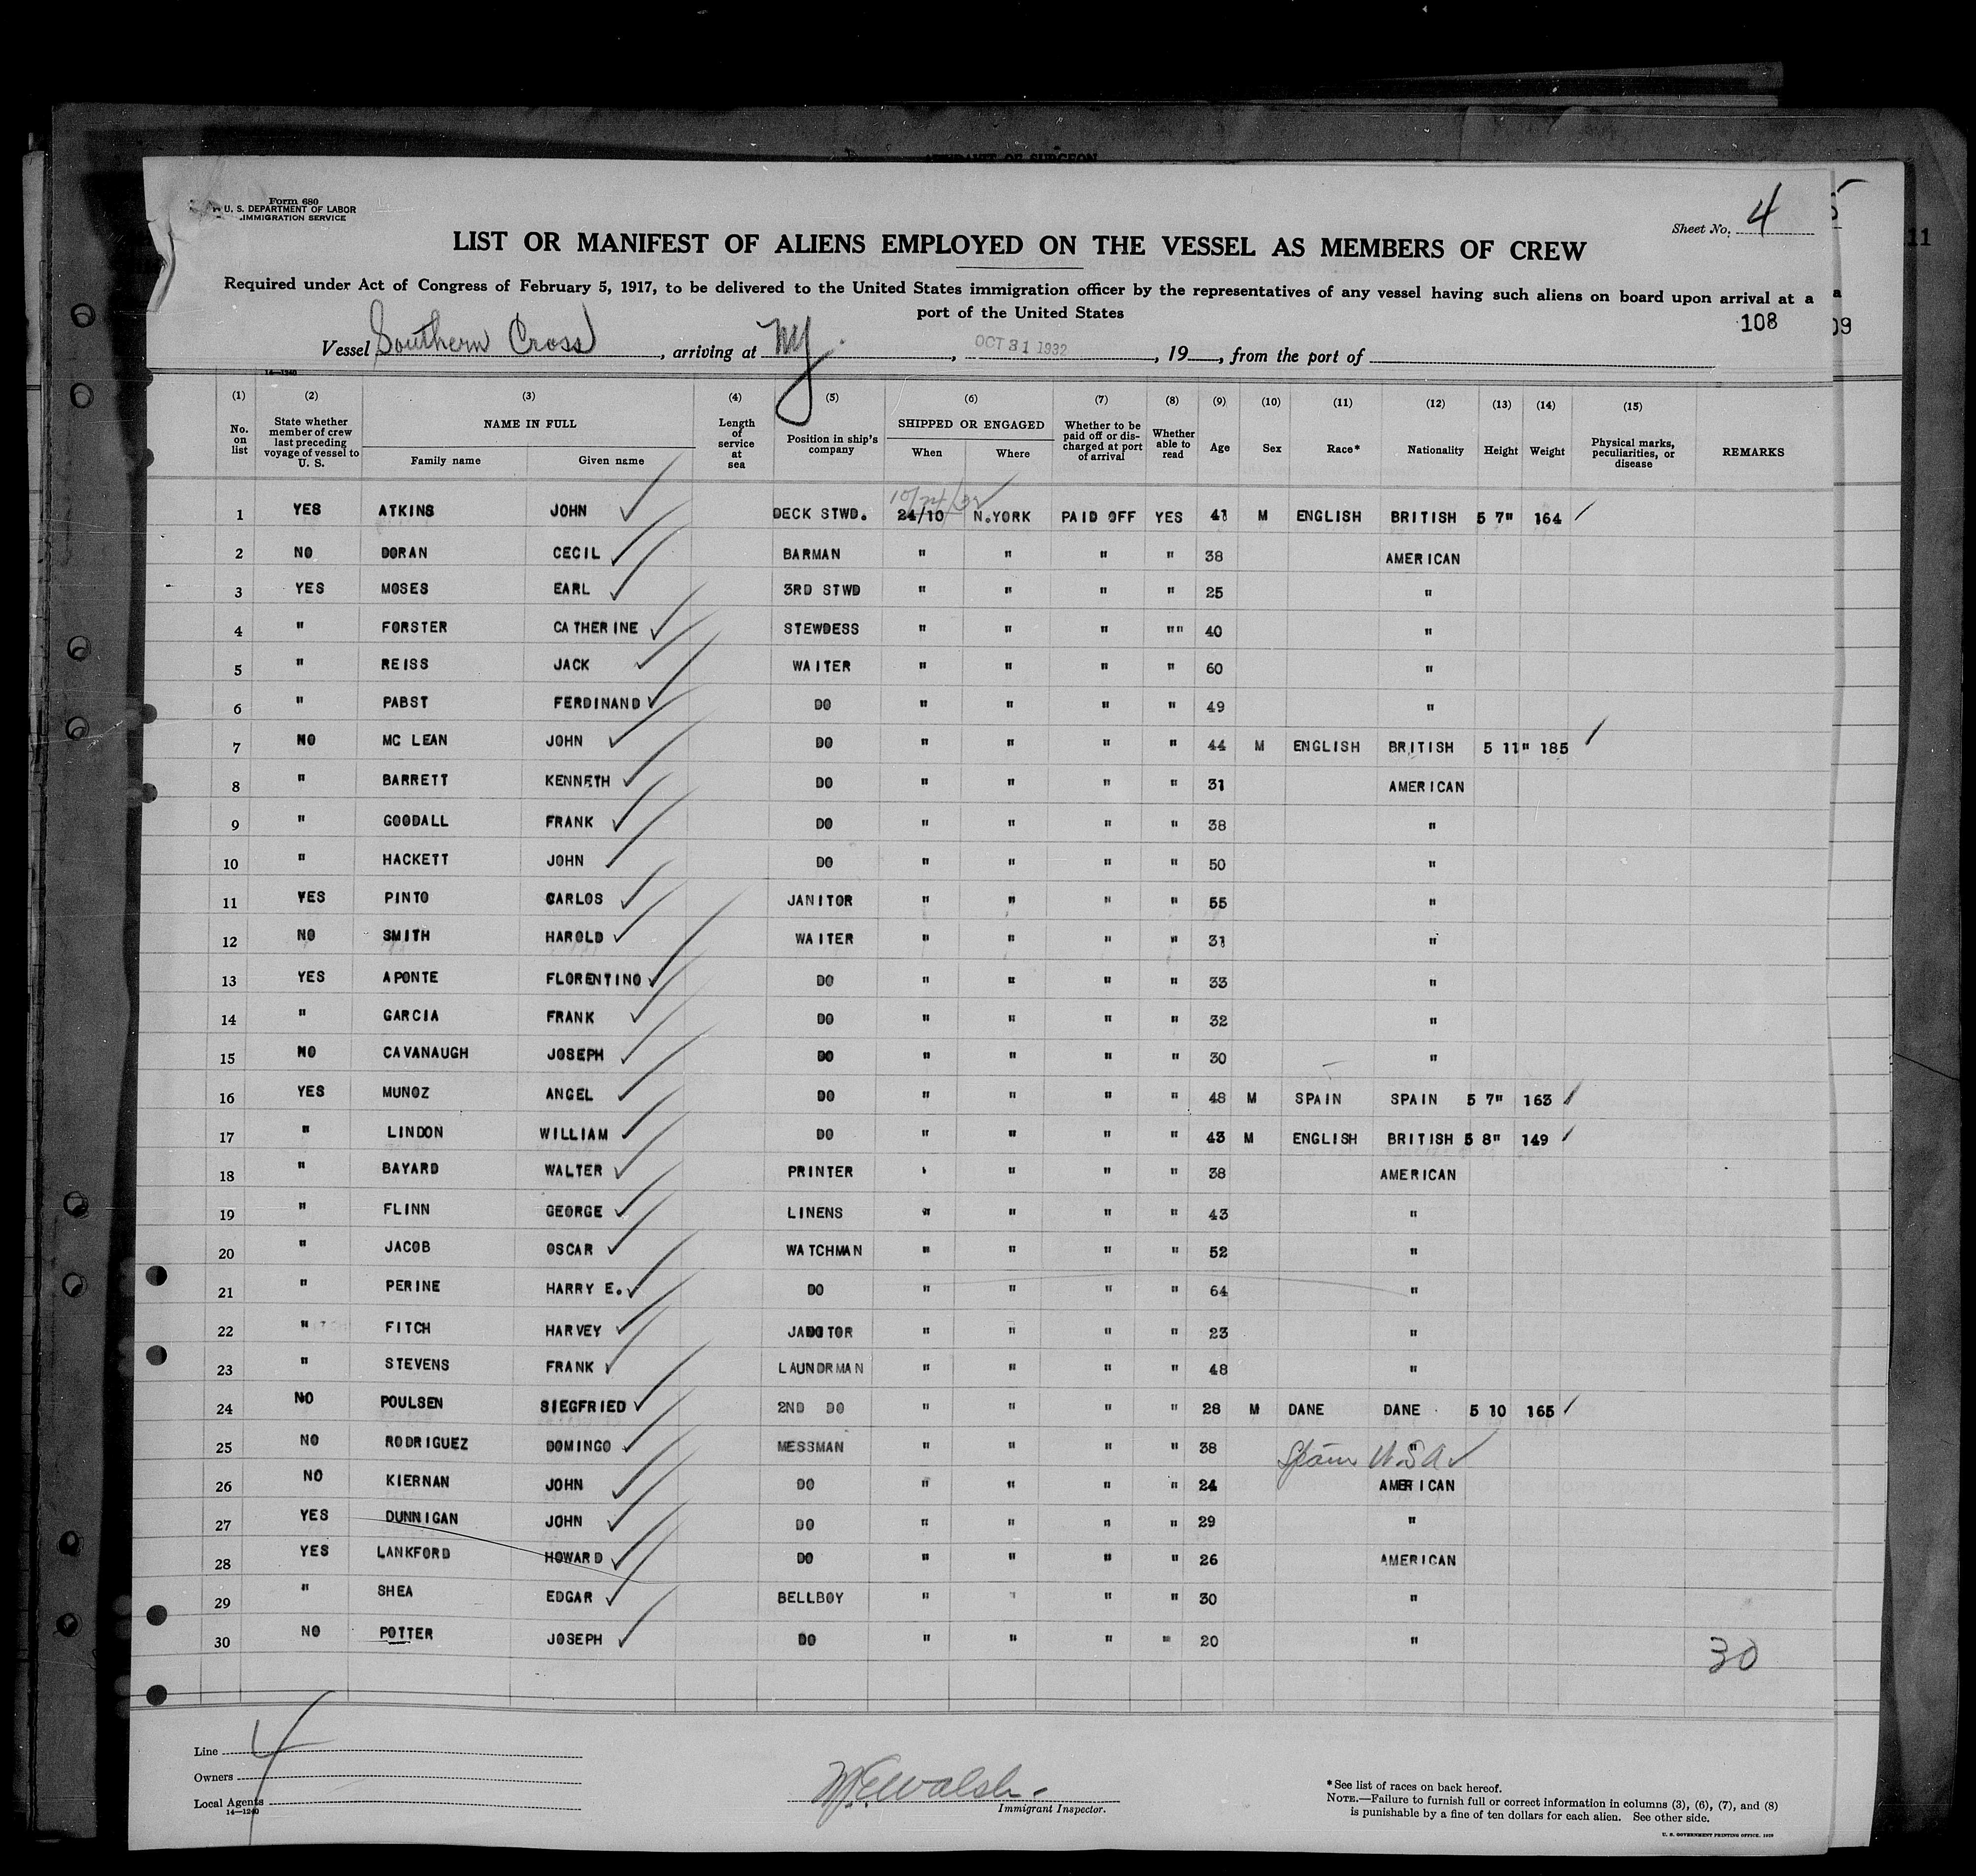 AFFIDAVIT OF SURGEON
Form 680
U. S. DEPARTMENT OF LABOR
IMMIGRATION SERVICE
Sheet No. 4
11
LIST OR MANIFEST OF ALIENS EMPLOYED ON THE VESSEL AS MEMBERS OF CREW
Required under Act of Congress of February 5, 1917, to be delivered to the United States immigration officer by the representatives of any vessel having such aliens on board upon arrival at a
port of the United States
108
09
Vessel Southern Cross, arriving at NY, OCT 31 1932, 19__, from the port of
14—1240
(1) (2) (3) (4) (5) (6) (7) (8) (9) (10) (11) (12) (13) (14) (15)
No. on list State whether member of crew last preceding voyage of vessel to U. S. NAME IN FULL Family name Given name Length of service at sea Position in ship's company SHIPPED OR ENGAGED When Where Whether to be paid off or discharged at port of arrival Whether able to read Age Sex Race* Nationality Height Weight Physical marks, peculiarities, or disease REMARKS
10/24/32
1 YES ATKINS JOHN DECK STWD. 24/10 N.YORK PAID OFF YES 41 M ENGLISH BRITISH 5 7" 164
2 NO DORAN CECIL BARMAN " " " " 38 AMERICAN
3 YES MOSES EARL 3RD STWD " " " " 25 "
4 " FORSTER CATHERINE STEWDESS " " " "" 40 "
5 " REISS JACK WAITER " " " " 60 "
6 " PABST FERDINAND DO " " " " 49 "
7 NO MC LEAN JOHN DO " " " " 44 M ENGLISH BRITISH 5 11" 185
8 " BARRETT KENNETH DO " " " " 31 AMERICAN
9 " GOODALL FRANK DO " " " " 38 "
10 " HACKETT JOHN DO " " " " 50 "
11 YES PINTO CARLOS JANITOR " " " " 55 "
12 NO SMITH HAROLD WAITER " " " " 31 "
13 YES APONTE FLORENTINO DO " " " " 33 "
14 " GARCIA FRANK DO " " " " 32 "
15 NO CAVANAUGH JOSEPH DO " " " " 30 "
16 YES MUNOZ ANGEL DO " " " " 48 M SPAIN SPAIN 5 7" 163
17 " LINDON WILLIAM DO " " " " 43 M ENGLISH BRITISH 5 8" 149
18 " BAYARD WALTER PRINTER ' " " " 38 AMERICAN
19 " FLINN GEORGE LINENS " " " " 43 "
20 " JACOB OSCAR WATCHMAN " " " " 52 "
21 " PERINE HARRY E. DO " " " " 64 "
22 " FITCH HARVEY " " " " 23 "
23 " STEVENS FRANK LAUNDRMAN " " " " 48 "
24 NO POULSEN SIEGFRIED 2ND DO " " " " 28 M DANE DANE 5 10 165
25 NO RODRIGUEZ DOMINGO MESSMAN " " " " 38 Spain " U.S.A
26 NO KIERNAN JOHN DO " " " " 24 AMERICAN
27 YES DUNNIGAN JOHN DO " " " " 29 "
28 YES LANKFORD HOWARD DO " " " " 26 AMERICAN
29 " SHEA EDGAR BELLBOY " " " " 30 "
30 NO POTTER JOSEPH DO " " " " 20 "
30
Line 4
Owners
Local Agents
14—1240
W.E. Walsh
Immigrant Inspector.
*See list of races on back hereof.
NOTE.—Failure to furnish full or correct information in columns (3), (6), (7), and (8)
is punishable by a fine of ten dollars for each alien. See other side.
U. S. GOVERNMENT PRINTING OFFICE. 1929